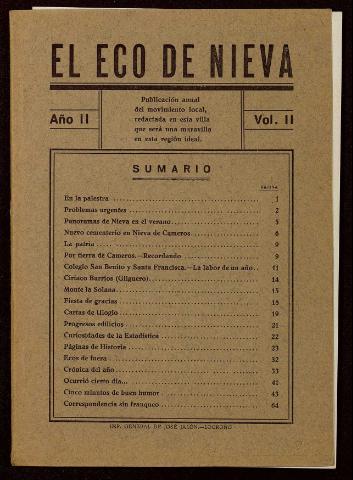 EL ECO DE NIEVA
Año II
Publicación anual
del movimiento local,
redactada en esta villa
que será una maravilla
en esta región ideal.
Vol. II
SUMARIO
En la palestra 1
Problemas urgentes 2
Panoramas de Nieva en el verano 5
Nuevo cementerio en Nieva de Cameros 6
La patria 9
Por tierra de Cameros.—Recordando 9
Colegio San Benito y Santa Francisca.—La labor de un año 11
Ciriaco Barrios (Gliguero) 14
Monte la Solana 15
Fiesta de gracias 18
Cartas de Ulogio 19
Progresos edilicios 21
Curiosidades de la Estadística 22
Páginas de Historia 23
Ecos de fuera 32
Crónica del año 33
Ocurrió cierto día... 41
Cinco minutos de buen humor 43
Correspondencia sin franqueo 64
IMP. GENERAL DE JOSÉ JALÓN.—LOGROÑO